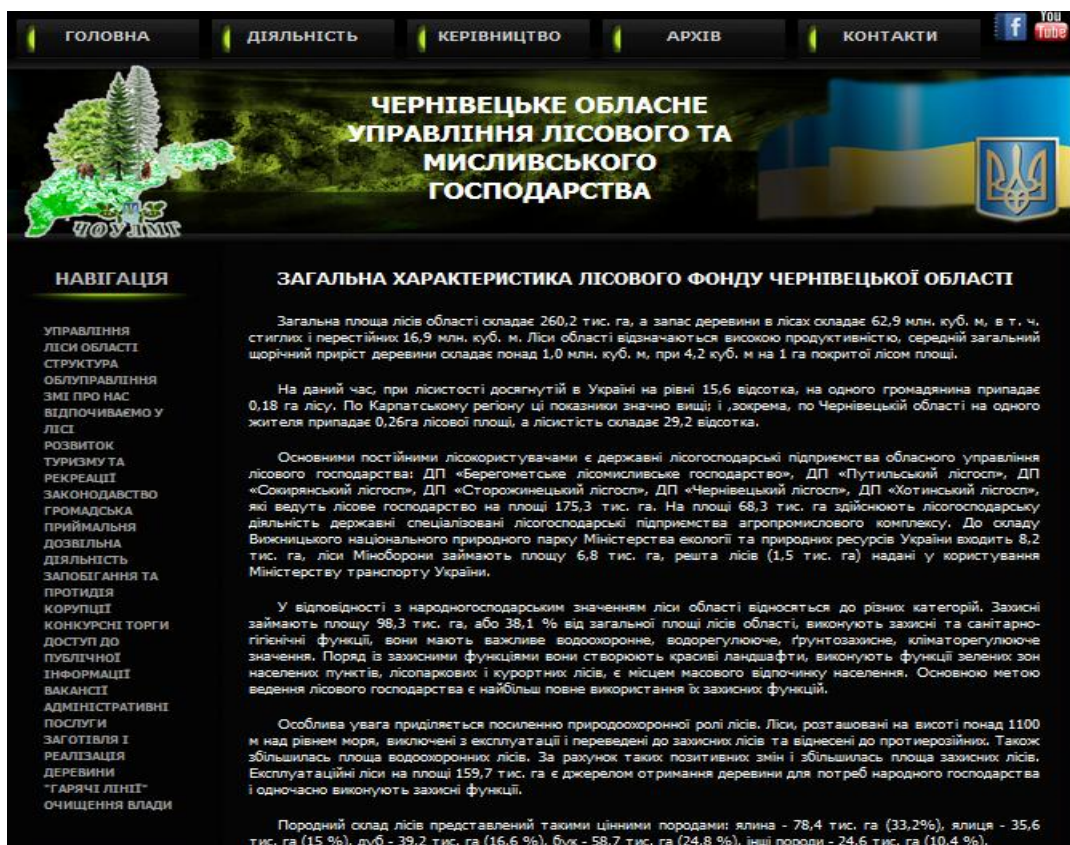 ГОЛОВНА
ДІЯЛЬНІСТЬ
КЕРІВНИЦТВО
АРХІВ
КОНТАКТИ
f
You
Tube
ЧЕРНІВЕЦЬКЕ ОБЛАСНЕ
УПРАВЛІННЯ ЛІСОВОГО ТА
МИСЛИВСЬКОГО
ГОСПОДАРСТВА
ЧОУЛМГ
НАВІГАЦІЯ
УПРАВЛІННЯ
ЛІСИ ОБЛАСТІ
СТРУКТУРА
ОБЛУПРАВЛІННЯ
ЗМІ ПРО НАС
ВІДПОЧИВАЄМО У
ЛІСІ
РОЗВИТОК
ТУРИЗМУ ТА
РЕКРЕАЦІЇ
ЗАКОНОДАВСТВО
ГРОМАДСЬКА
ПРИЙМАЛЬНЯ
ДОЗВІЛЬНА
ДІЯЛЬНІСТЬ
ЗАПОБІГАННЯ ТА
ПРОТИДІЯ
КОРУПЦІЇ
КОНКУРСНІ ТОРГИ
ДОСТУП ДО
ПУБЛІЧНОЇ
ІНФОРМАЦІЇ
ВАКАНСІЇ
АДМІНІСТРАТИВНІ
ПОСЛУГИ
ЗАГОТІВЛЯ І
РЕАЛІЗАЦІЯ
ДЕРЕВИНИ
"ГАРЯЧІ ЛІНІЇ"
ОЧИЩЕННЯ ВЛАДИ
ЗАГАЛЬНА ХАРАКТЕРИСТИКА ЛІСОВОГО ФОНДУ ЧЕРНІВЕЦЬКОЇ ОБЛАСТІ
Загальна площа лісів області складає 260,2 тис. га, а запас деревини в лісах складає 62,9 млн. куб. м, в т. ч.
стиглих і перестійних 16,9 млн. куб. м. Ліси області відзначаються високою продуктивністю, середній загальний
щорічний приріст деревини складає понад 1,0 млн. куб. м, при 4,2 куб. м на 1 га покритої лісом площі.
На даний час, при лісистості досягнутій в Україні на рівні 15,6 відсотка, на одного громадянина припадає
0,18 га лісу. По Карпатському регіону ці показники значно вищі; і ,зокрема, по Чернівецькій області на одного
жителя припадає 0,26га лісової площі, а лісистість складає 29,2 відсотка.
Основними постійними лісокористувачами є державні лісогосподарські підприємства обласного управління
лісового господарства: ДП «Берегометське лісомисливське господарство», ДП «Путильський лісгосп», ДП
«Сокирянський лісгосп», ДП «Сторожинецький лісгосп», ДП «Чернівецький лісгосп», ДП «Хотинський лісгосп»,
які ведуть лісове господарство на площі 175,3 тис. га. На площі 68,3 тис. га здійснюють лісогосподарську
діяльність державні спеціалізовані лісогосподарські підприємства агропромислового комплексу. До складу
Вижницького національного природного парку Міністерства екології та природних ресурсів України входить 8,2
тис. га, ліси Міноборони займають площу 6,8 тис. га, решта лісів (1,5 тис. га) надані у користування
Міністерству транспорту України.
У відповідності з народногосподарським значенням ліси області відносяться до різних категорій. Захисні
займають площу 98,3 тис. га, або 38,1 % від загальної площі лісів області, виконують захисні та санітарно-
гігієнічні функції, вони мають важливе водоохоронне, водорегулююче, ґрунтозахисне, кліматорегулююче
значення. Поряд із захисними функціями вони створюють красиві ландшафти, виконують функції зелених зон
населених пунктів, лісопаркових і курортних лісів, є місцем масового відпочинку населення. Основною метою
ведення лісового господарства є найбільш повне використання їх захисних функцій.
Особлива увага приділяється посиленню природоохоронної ролі лісів. Ліси, розташовані на висоті понад 1100
м над рівнем моря, виключені з експлуатації і переведені до захисних лісів та віднесені до протиерозійних. Також
збільшилась площа водоохоронних лісів. За рахунок таких позитивних змін і збільшилась площа захисних лісів.
Експлуатаційні ліси на площі 159,7 тис. га є джерелом отримання деревини для потреб народного господарства
і одночасно виконують захисні функції.
Породний склад лісів представлений такими цінними породами: ялина - 78,4 тис. га (33,2%), ялиця - 35,6
тис. га (15 %), дуб - 39,2 тис. га (16,6 %), бук - 58,7 тис. га (24,8 %), інші породи - 24,6 тис. га (10,4 %).